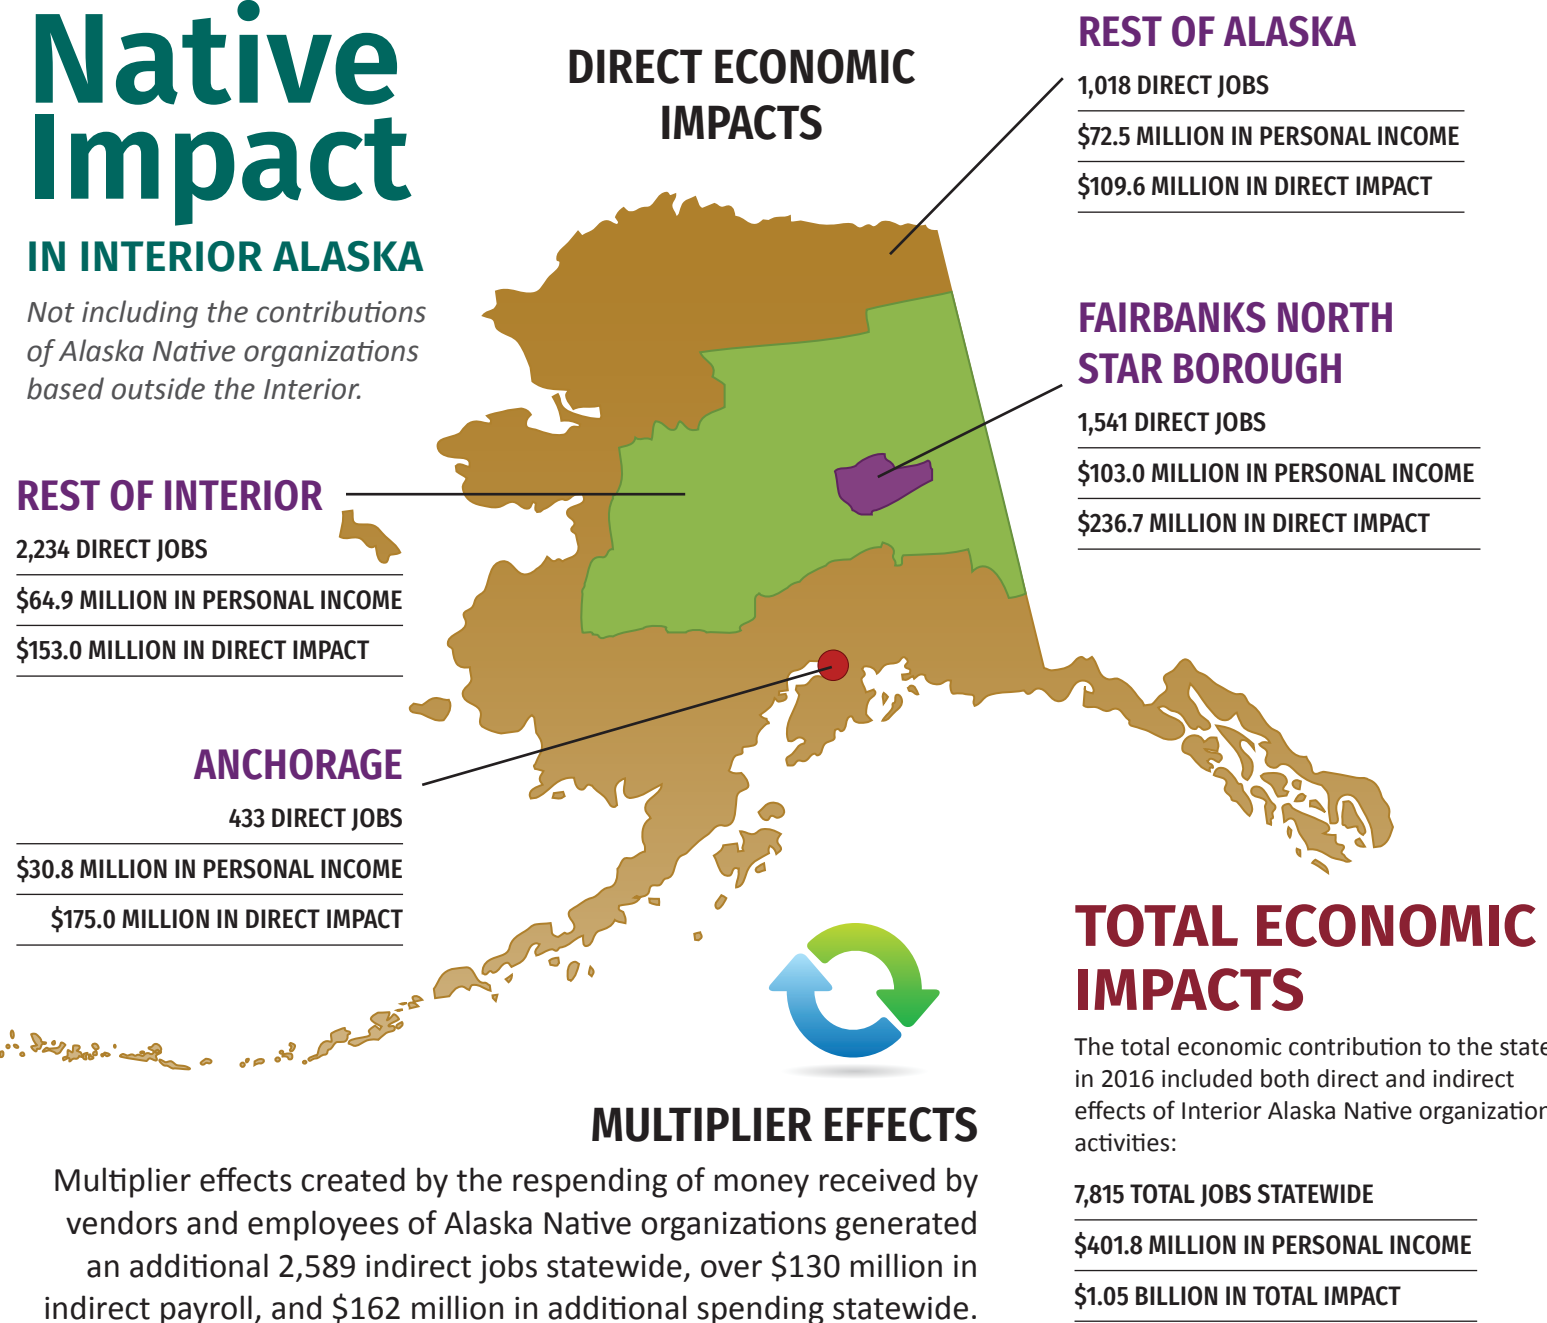 Native
Impact
IN INTERIOR ALASKA
Not including the contributions
of Alaska Native organizations
based outside the Interior.
DIRECT ECONOMIC
IMPACTS
REST OF ALASKA
1,018 DIRECT JOBS
$72.5 MILLION IN PERSONAL INCOME
$109.6 MILLION IN DIRECT IMPACT
FAIRBANKS NORTH
STAR BOROUGH
1,541 DIRECT JOBS
$103.0 MILLION IN PERSONAL INCOME
$236.7 MILLION IN DIRECT IMPACT
REST OF INTERIOR
2,234 DIRECT JOBS
$64.9 MILLION IN PERSONAL INCOME
$153.0 MILLION IN DIRECT IMPACT
ANCHORAGE
433 DIRECT JOBS
$30.8 MILLION IN PERSONAL INCOME
$175.0 MILLION IN DIRECT IMPACT
MULTIPLIER EFFECTS
Multiplier effects created by the respending of money received by
vendors and employees of Alaska Native organizations generated
an additional 2,589 indirect jobs statewide, over $130 million in
indirect payroll, and $162 million in additional spending statewide.
TOTAL ECONOMIC
IMPACTS
The total economic contribution to the state
in 2016 included both direct and indirect
effects of Interior Alaska Native organization
activities:
7,815 TOTAL JOBS STATEWIDE
$401.8 MILLION IN PERSONAL INCOME
$1.05 BILLION IN TOTAL IMPACT